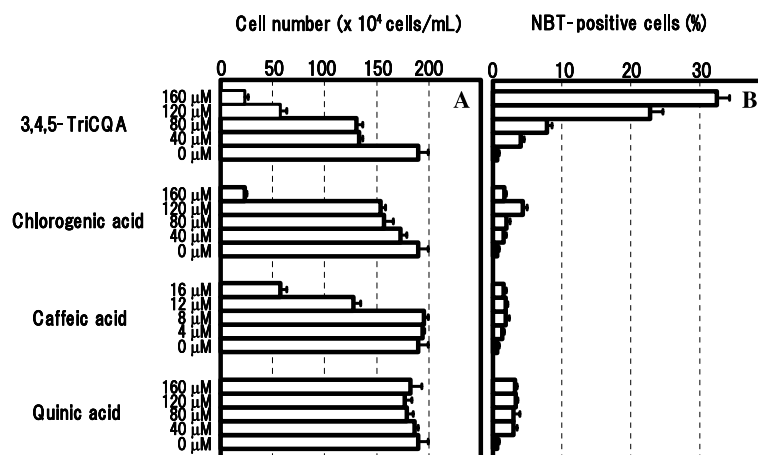 Cell number (x 10⁴ cells/mL) NBT-positive cells (%)
0 50 100 150 200 0 10 20 30
A B
3,4,5-TriCQA
160 µM
120 µM
80 µM
40 µM
0 µM
Chlorogenic acid
160 µM
120 µM
80 µM
40 µM
0 µM
Caffeic acid
16 µM
12 µM
8 µM
4 µM
0 µM
Quinic acid
160 µM
120 µM
80 µM
40 µM
0 µM